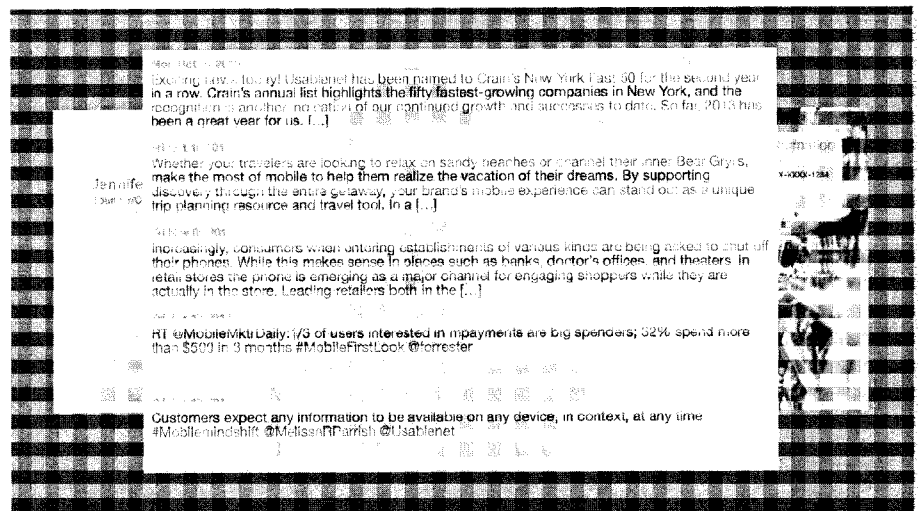 Exciting news today! Usablenet has been named to Crain's New York Fast 50 for the second year
in a row. Crain's annual list highlights the fifty fastest-growing companies in New York, and the
recognition is another indication of our continued growth and successes to date. So far, 2013 has
been a great year for us. [...]
Whether your travelers are looking to relax on sandy beaches or channel their inner Bear Grylls,
make the most of mobile to help them realize the vacation of their dreams. By supporting
discovery through the entire getaway, your brand's mobile experience can stand out as a unique
trip planning resource and travel tool. In a [...]
Jennife
Increasingly, consumers when entering establishments of various kinds are being asked to shut off
their phones. While this makes sense in places such as banks, doctor's offices, and theaters, in
retail stores the phone is emerging as a major channel for engaging shoppers while they are
actually in the store. Leading retailers both in the [...]
RT @MobileMktrDaily: 1/3 of users interested in mpayments are big spenders; 32% spend more
than $500 in 3 months #MobileFirstLook @forrester
Customers expect any information to be available on any device, in context, at any time
#Mobilemindshift @MelissaRParrish @Usablenet